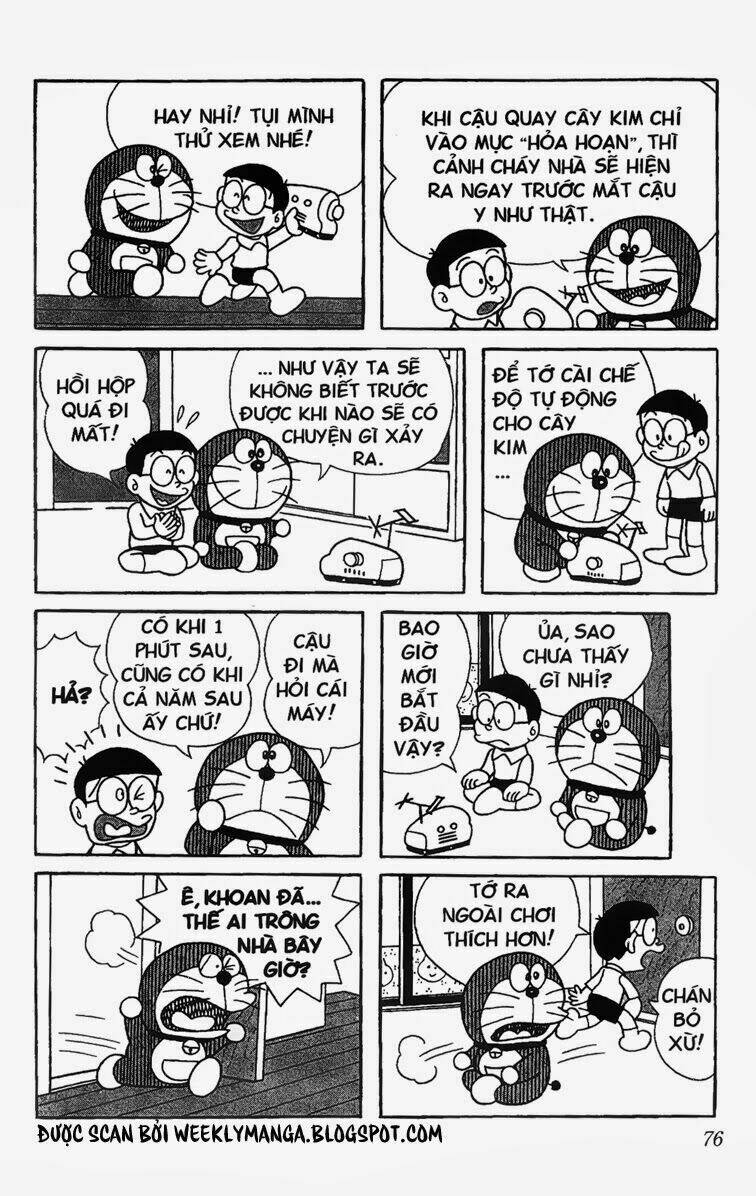 KHI CẬU QUAY CÂY KIM CHỈ
VÀO MỤC “HỎA HOẠN”, THÌ
CẢNH CHÁY NHÀ SẼ HIỆN
RA NGAY TRƯỚC MẮT CẬU
Y NHƯ THẬT.
HAY NHỈ! TỤI MÌNH
THỬ XEM NHÉ!
ĐỂ TỚ CÀI CHẾ
ĐỘ TỰ ĐỘNG
CHO CÂY
KIM
...
... NHƯ VẬY TA SẼ
KHÔNG BIẾT TRƯỚC
ĐƯỢC KHI NÀO SẼ CÓ
CHUYỆN GÌ XẢY
RA.
HỒI HỘP
QUÁ ĐI
MẤT!
ỦA, SAO
CHƯA THẤY
GÌ NHỈ?
BAO
GIỜ
MỚI
BẮT
ĐẦU
VẬY?
CẬU
ĐI MÀ
HỎI CÁI
MÁY!
CÓ KHI 1
PHÚT SAU,
CŨNG CÓ KHI
CẢ NĂM SAU
ẤY CHỨ!
HẢ?
CHÁN
BỎ
XỪ!
TỚ RA
NGOÀI CHƠI
THÍCH HƠN!
Ê, KHOAN ĐÃ...
THẾ AI TRÔNG
NHÀ BÂY
GIỜ?
ĐƯỢC SCAN BỞI WEEKLYMANGA.BLOGSPOT.COM
76